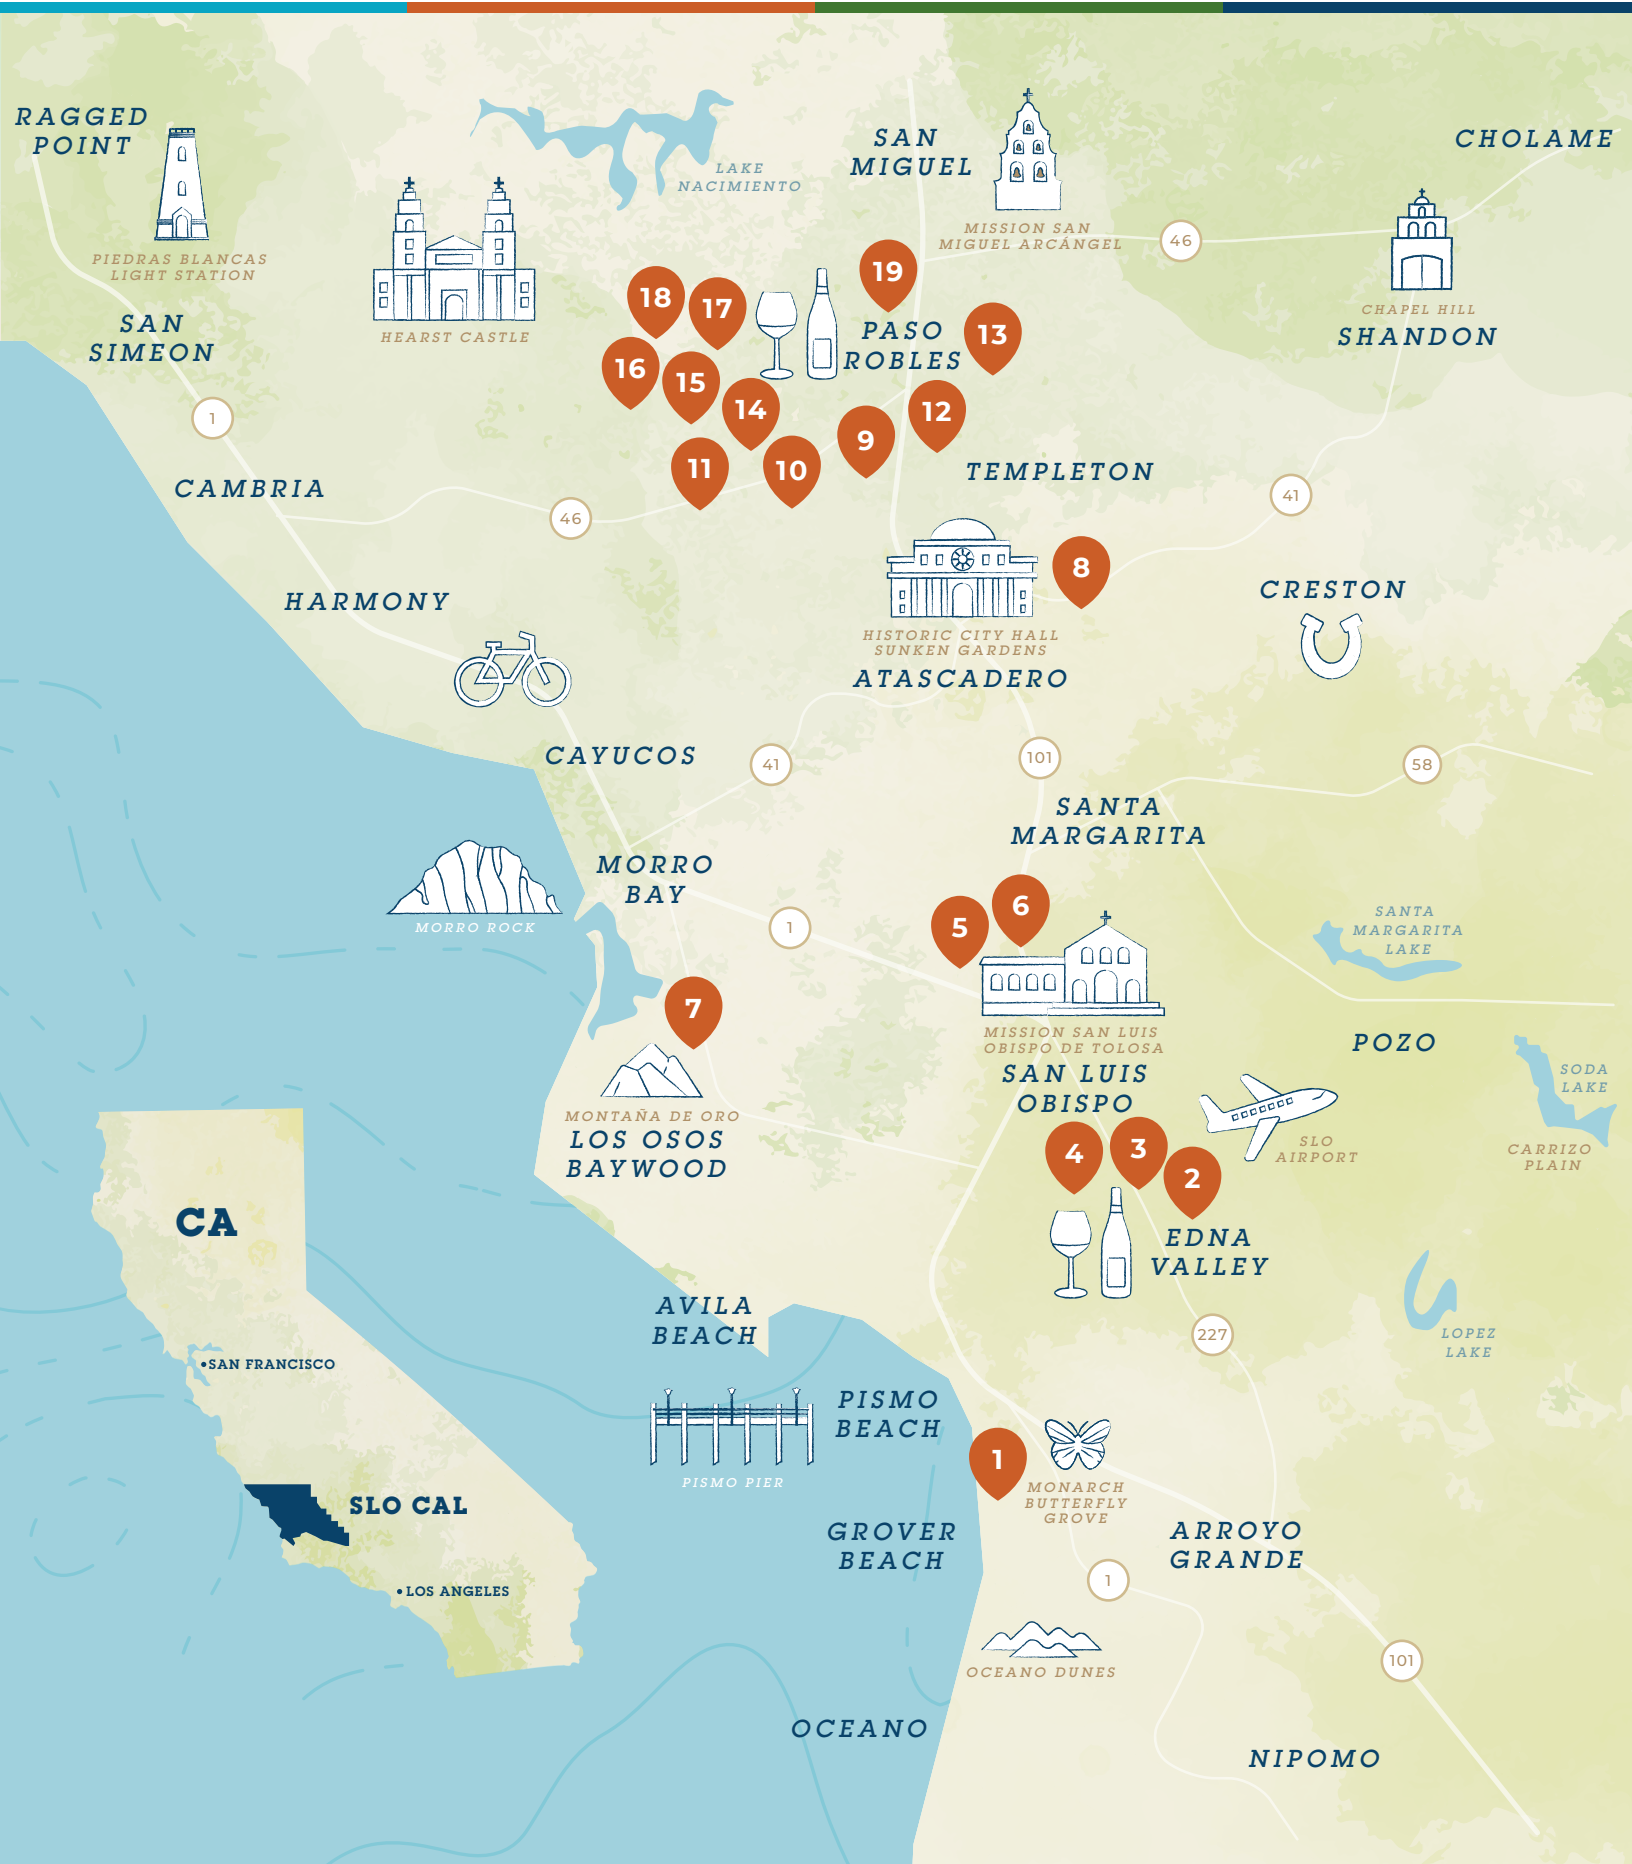 RAGGED
POINT
PIEDRAS BLANCAS
LIGHT STATION
SAN
SIMEON
HEARST CASTLE
LAKE
NACIMIENTO
SAN
MIGUEL
MISSION SAN
MIGUEL ARCÁNGEL
46
CHOLAME
CHAPEL HILL
SHANDON
19
18
17
PASO
ROBLES
13
16
15
14
12
9
11
10
1
CAMBRIA
46
TEMPLETON
41
8
HISTORIC CITY HALL
SUNKEN GARDENS
ATASCADERO
CRESTON
HARMONY
CAYUCOS
41
101
58
SANTA
MARGARITA
MORRO
BAY
MORRO ROCK
1
5
6
SANTA
MARGARITA
LAKE
7
MISSION SAN LUIS
OBISPO DE TOLOSA
SAN LUIS
OBISPO
POZO
SODA
LAKE
CARRIZO
PLAIN
MONTAÑA DE ORO
LOS OSOS
BAYWOOD
4
3
2
SLO
AIRPORT
EDNA
VALLEY
CA
SAN FRANCISCO
SLO CAL
LOS ANGELES
AVILA
BEACH
227
LOPEZ
LAKE
PISMO
BEACH
PISMO PIER
1
MONARCH
BUTTERFLY
GROVE
GROVER
BEACH
ARROYO
GRANDE
1
OCEANO DUNES
101
OCEANO
NIPOMO